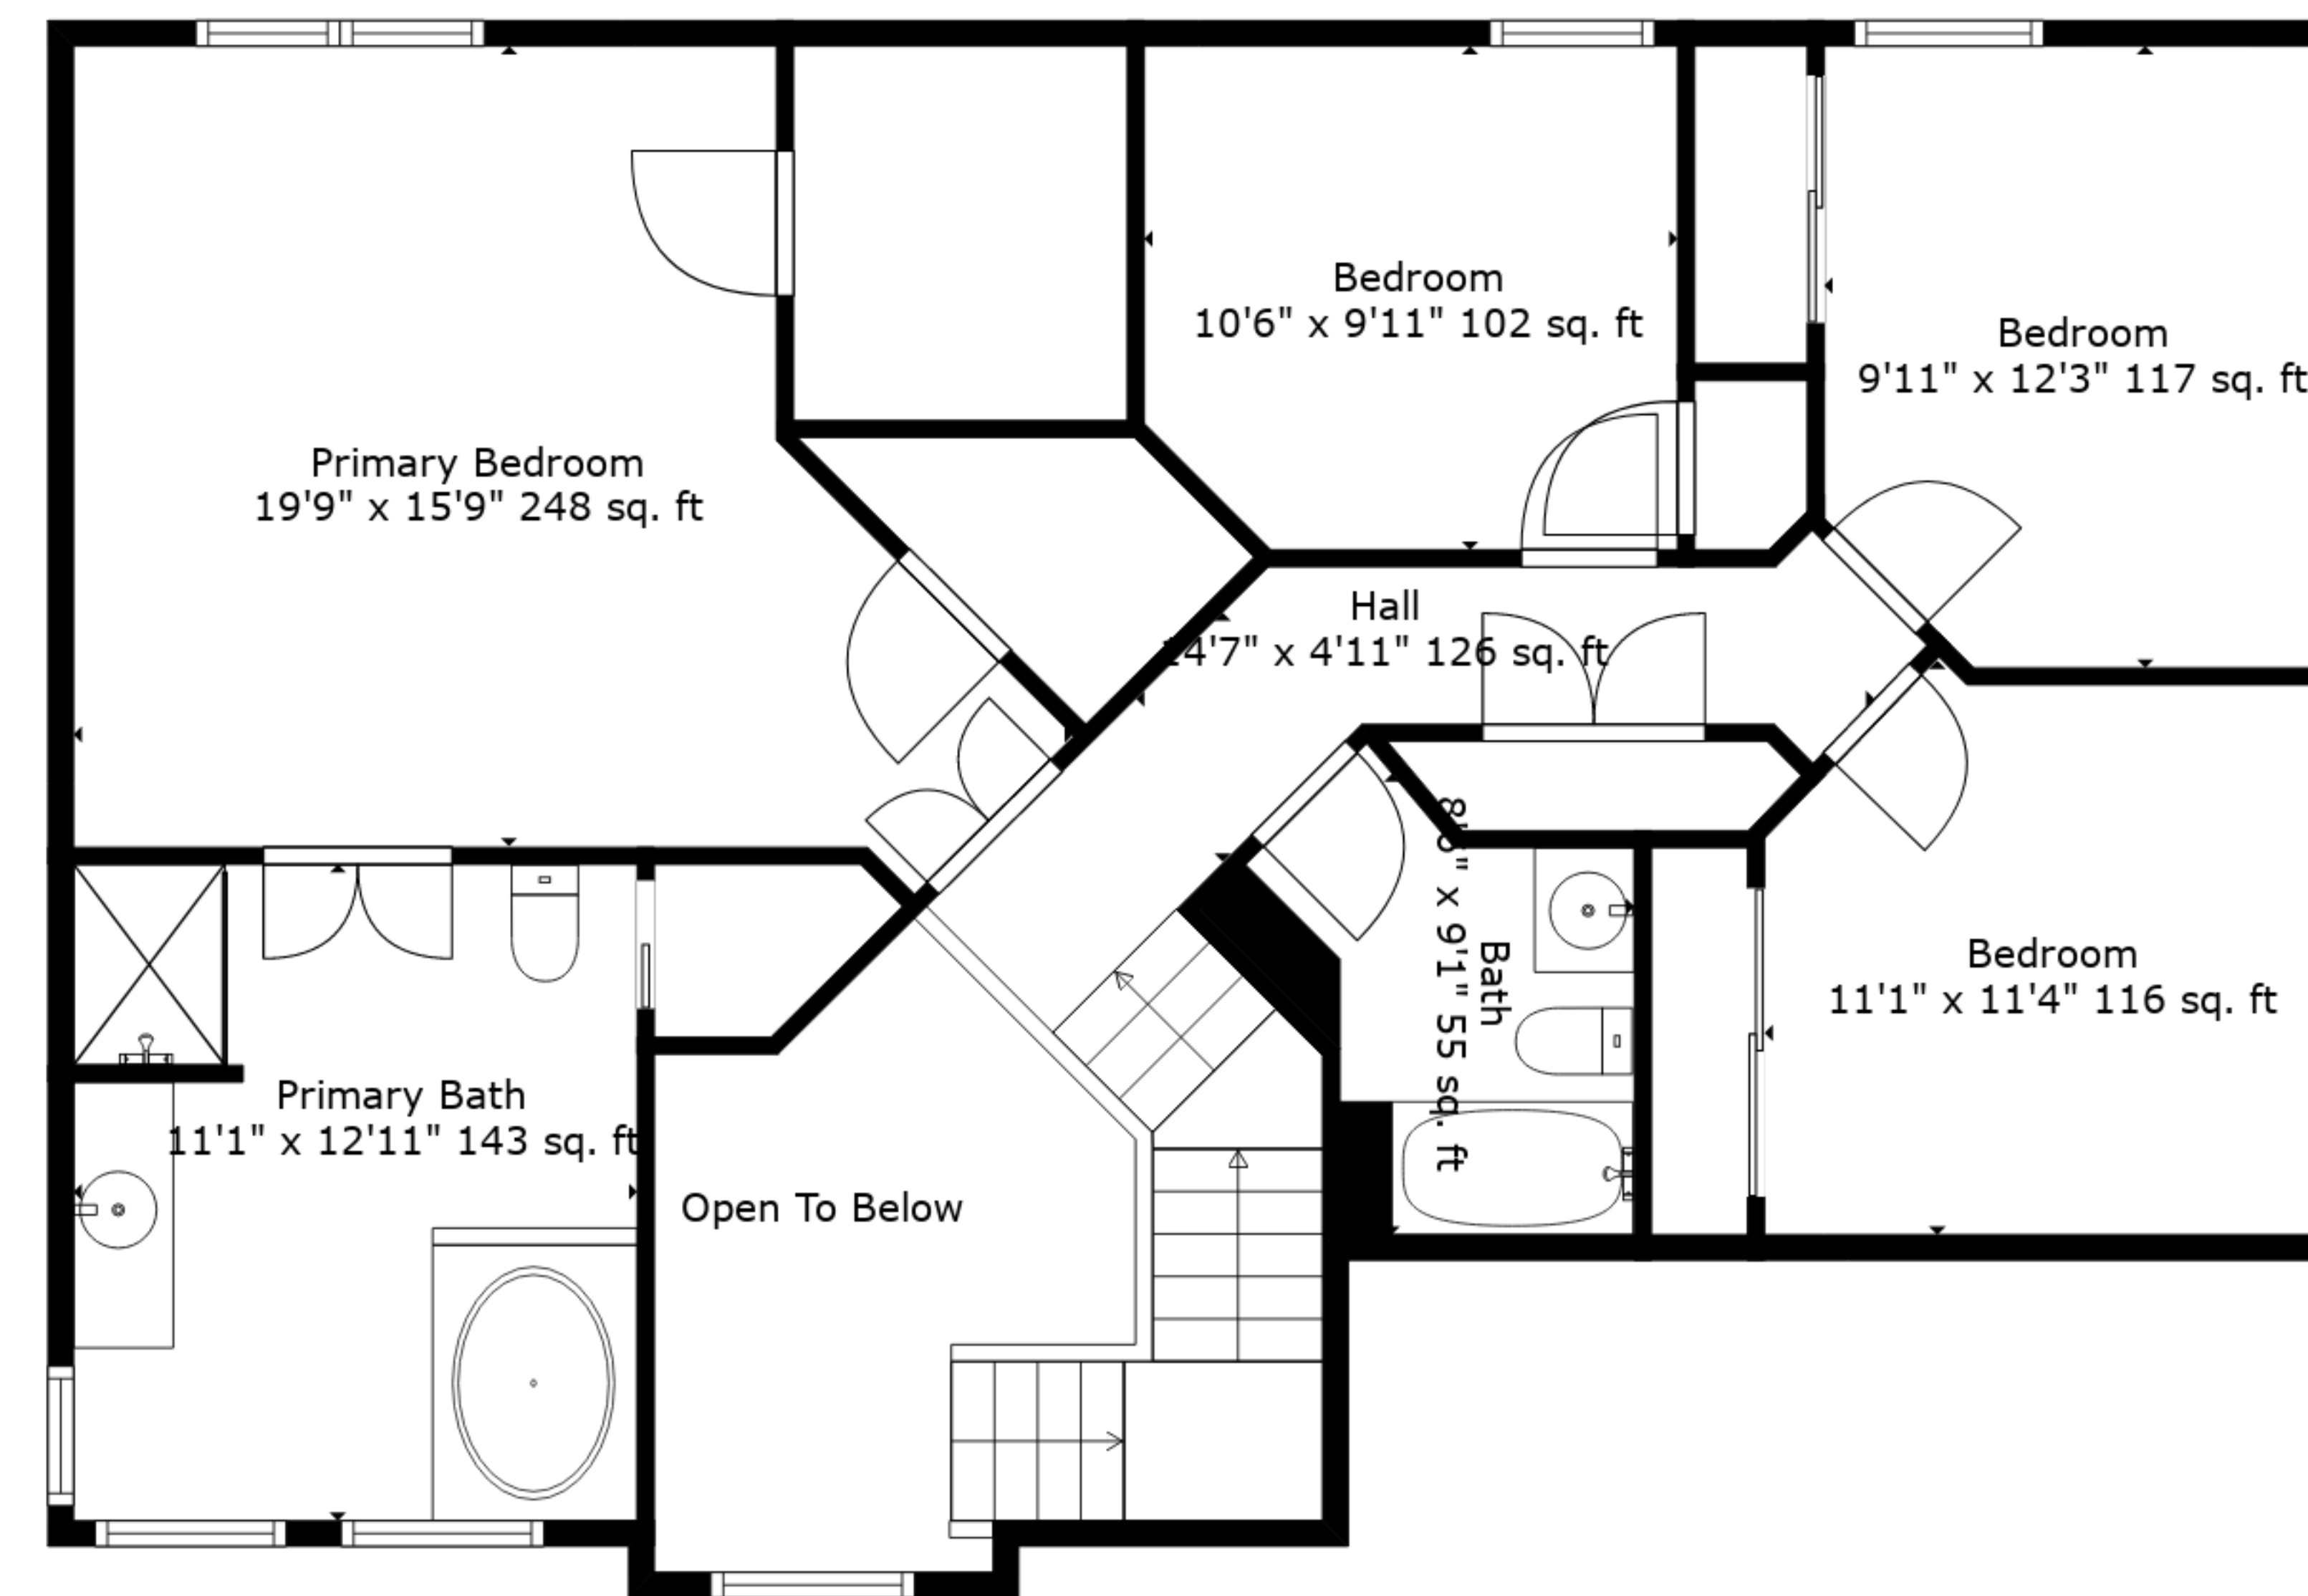 Bedroom
10'6" x 9'11" 102 sq. ft
Bedroom
9'11" x 12'3" 117 sq. ft
Primary Bedroom
19'9" x 15'9" 248 sq. ft
Hall
x 4'11" 126 sq. ft
Bath
x 9'1" 55 sq. ft
Bedroom
11'1" x 11'4" 116 sq. ft
Primary Bath
11'1" x 12'11" 143 sq. ft
Open To Below